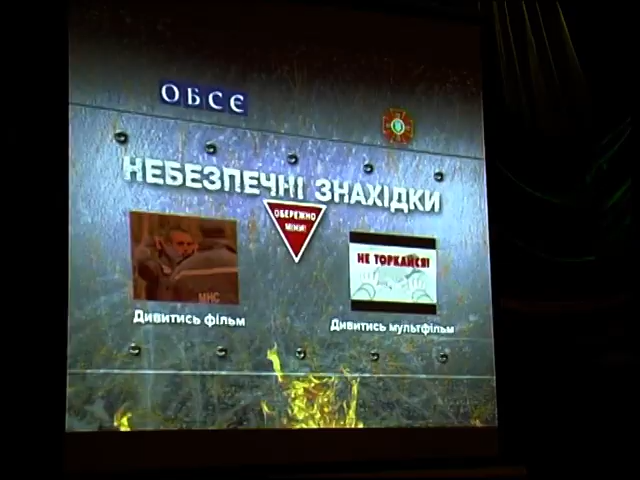 ОБСЄ
НЕБЕЗПЕЧНІ ЗНАХІДКИ
ОБЕРЕЖНО
МІНИ!
НЕ ТОРКАЙСЯ!
МНС
Дивитись фільм
Дивитись мультфільм